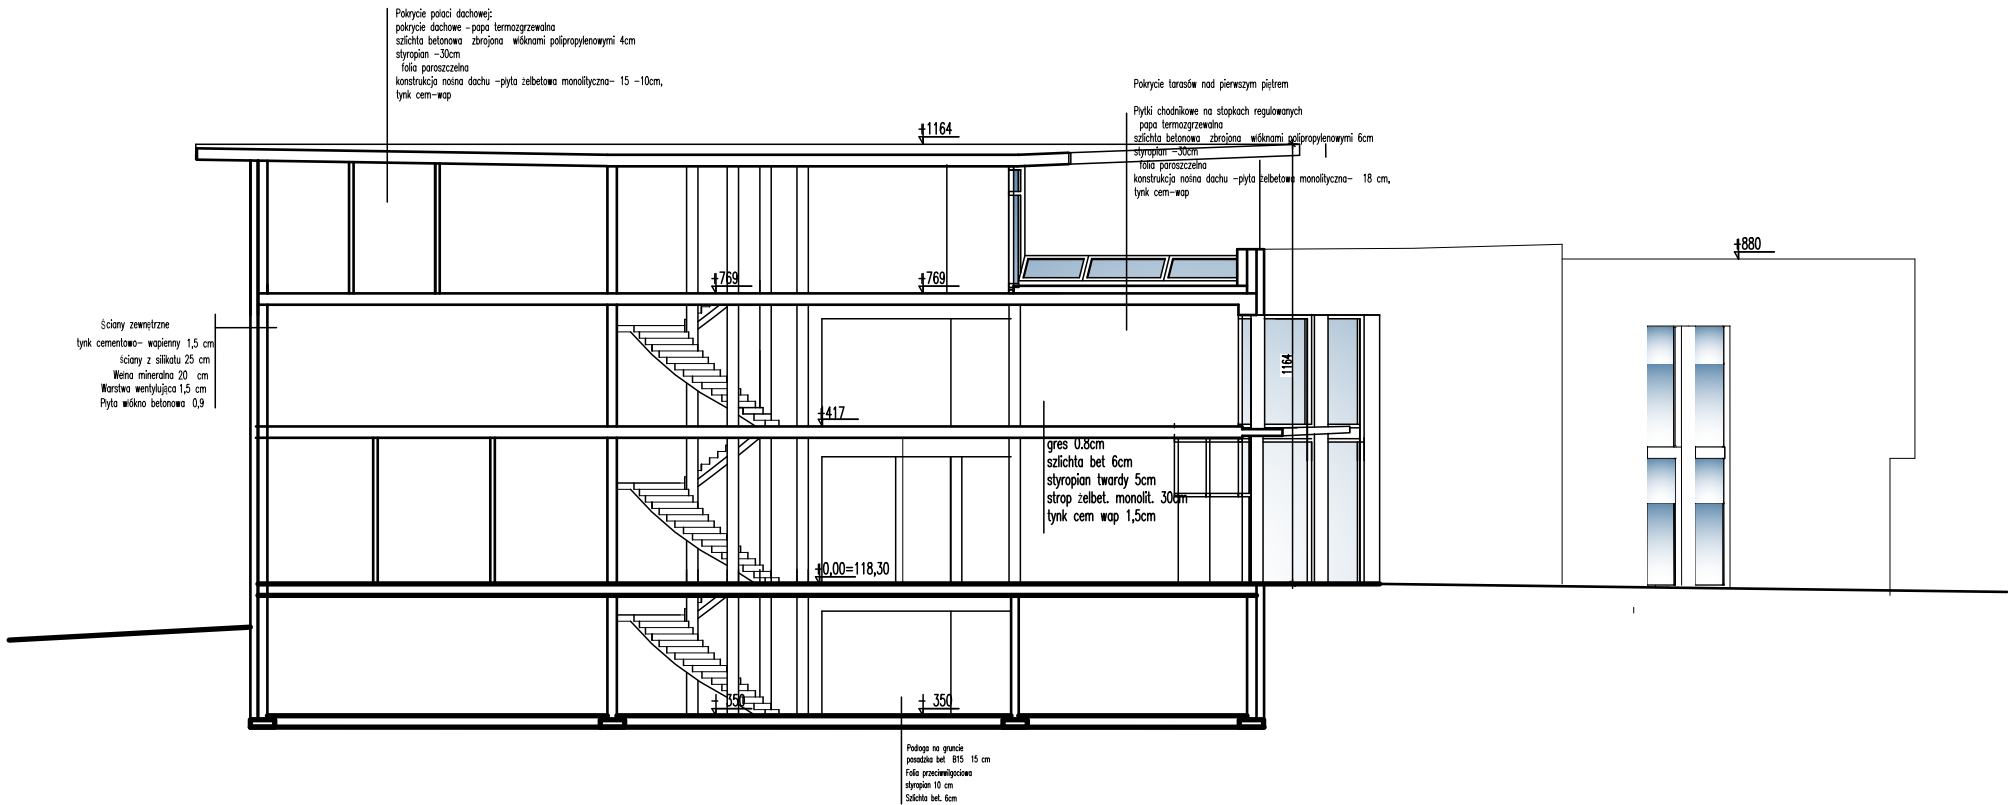 Pokrycie połaci dachowej:
pokrycie dachowe -papa termozgrzewalna
szlichta betonowa zbrojona włóknami polipropylenowymi 4cm
styropian -30cm
folia paroszczelna
konstrukcja nośna dachu -płyta żelbetowa monolityczna- 15 -10cm,
tynk cem-wap
Pokrycie tarasów nad pierwszym piętrem
Płytki chodnikowe na stopkach regulowanych
papa termozgrzewalna
szlichta betonowa zbrojona włóknami polipropylenowymi 6cm
styropian -30cm
folia paroszczelna
konstrukcja nośna dachu -płyta żelbetowa monolityczna- 18 cm,
tynk cem-wap
+1164
+880
+769
+769
Ściany zewnętrzne
tynk cementowo- wapienny 1,5 cm
ściany z silikatu 25 cm
Wełna mineralna 20 cm
Warstwa wentylująca 1,5 cm
Płyta włókno betonowa 0,9
1164
+417
gres 0.8cm
szlichta bet 6cm
styropian twardy 5cm
strop żelbet. monolit. 30cm
tynk cem wap 1,5cm
+0,00=118,30
+ 350
+ 350
Podłoga na gruncie
posadzka bet B15 15 cm
Folia przeciwwilgociowa
styropian 10 cm
Szlichta bet. 6cm